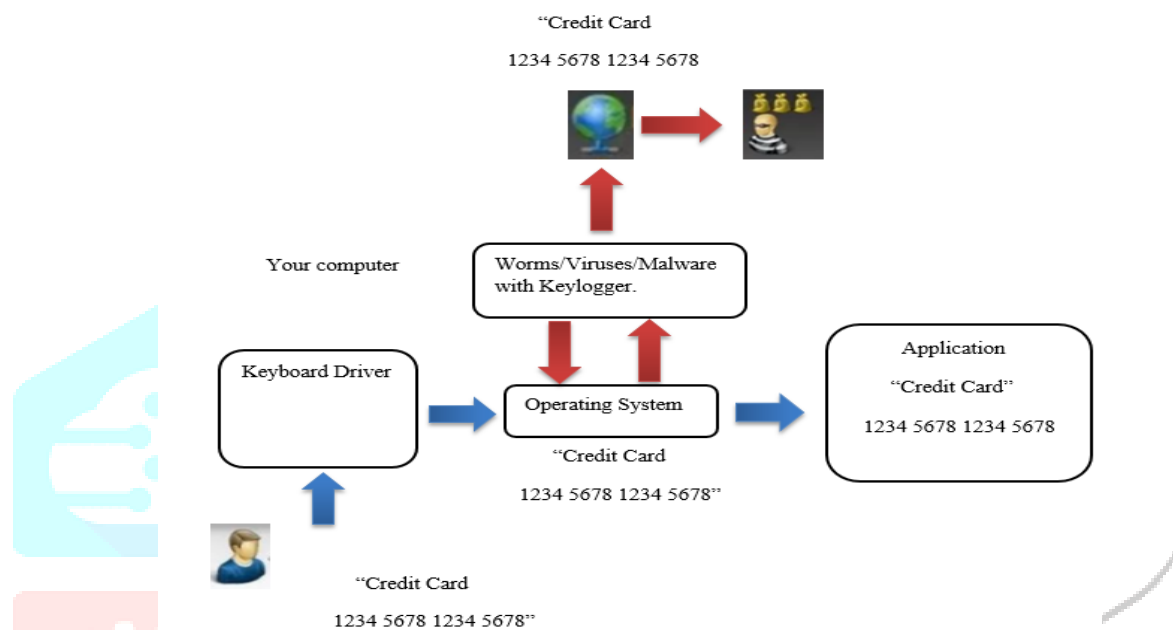 “Credit Card
1234 5678 1234 5678
Your computer
Worms/Viruses/Malware
with Keylogger.
Keyboard Driver
Operating System
Application
“Credit Card”
1234 5678 1234 5678
“Credit Card
1234 5678 1234 5678”
“Credit Card
1234 5678 1234 5678”